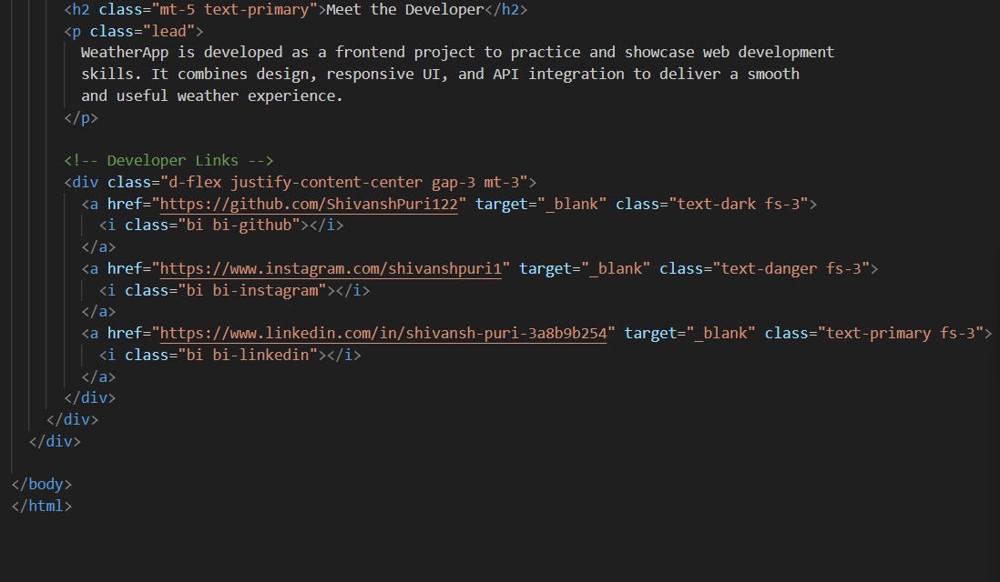 <h2 class="mt-5 text-primary">Meet the Developer</h2>
<p class="lead">
WeatherApp is developed as a frontend project to practice and showcase web development
skills. It combines design, responsive UI, and API integration to deliver a smooth
and useful weather experience.
</p>
<!-- Developer Links -->
<div class="d-flex justify-content-center gap-3 mt-3">
<a href="https://github.com/ShivanshPuri122" target="_blank" class="text-dark fs-3">
<i class="bi bi-github"></i>
</a>
<a href="https://www.instagram.com/shivanshpuri1" target="_blank" class="text-danger fs-3">
<i class="bi bi-instagram"></i>
</a>
<a href="https://www.linkedin.com/in/shivansh-puri-3a8b9b254" target="_blank" class="text-primary fs-3">
<i class="bi bi-linkedin"></i>
</a>
</div>
</div>
</div>
</body>
</html>